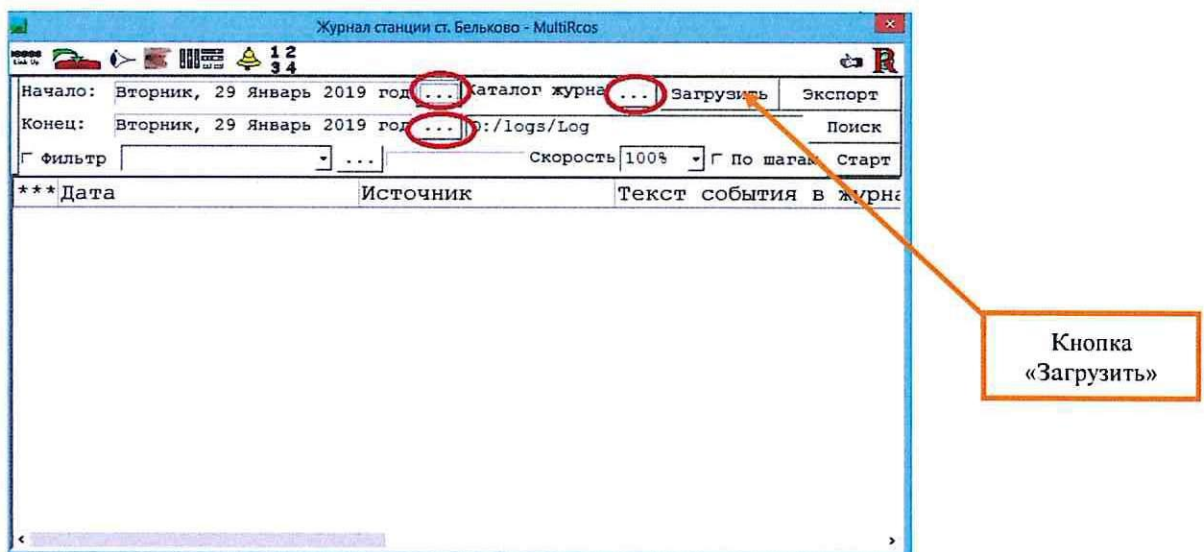 Журнал станции ст. Бельково - MultiRcos
Link Up 1 2
3 4 R
Начало: Вторник, 29 Январь 2019 год ... Каталог журна ... Загрузить Экспорт
Конец: Вторник, 29 Январь 2019 год ... D:/logs/Log Поиск
Фильтр ... Скорость 100% По шагам Старт
*** Дата Источник Текст события в журна
Кнопка
«Загрузить»